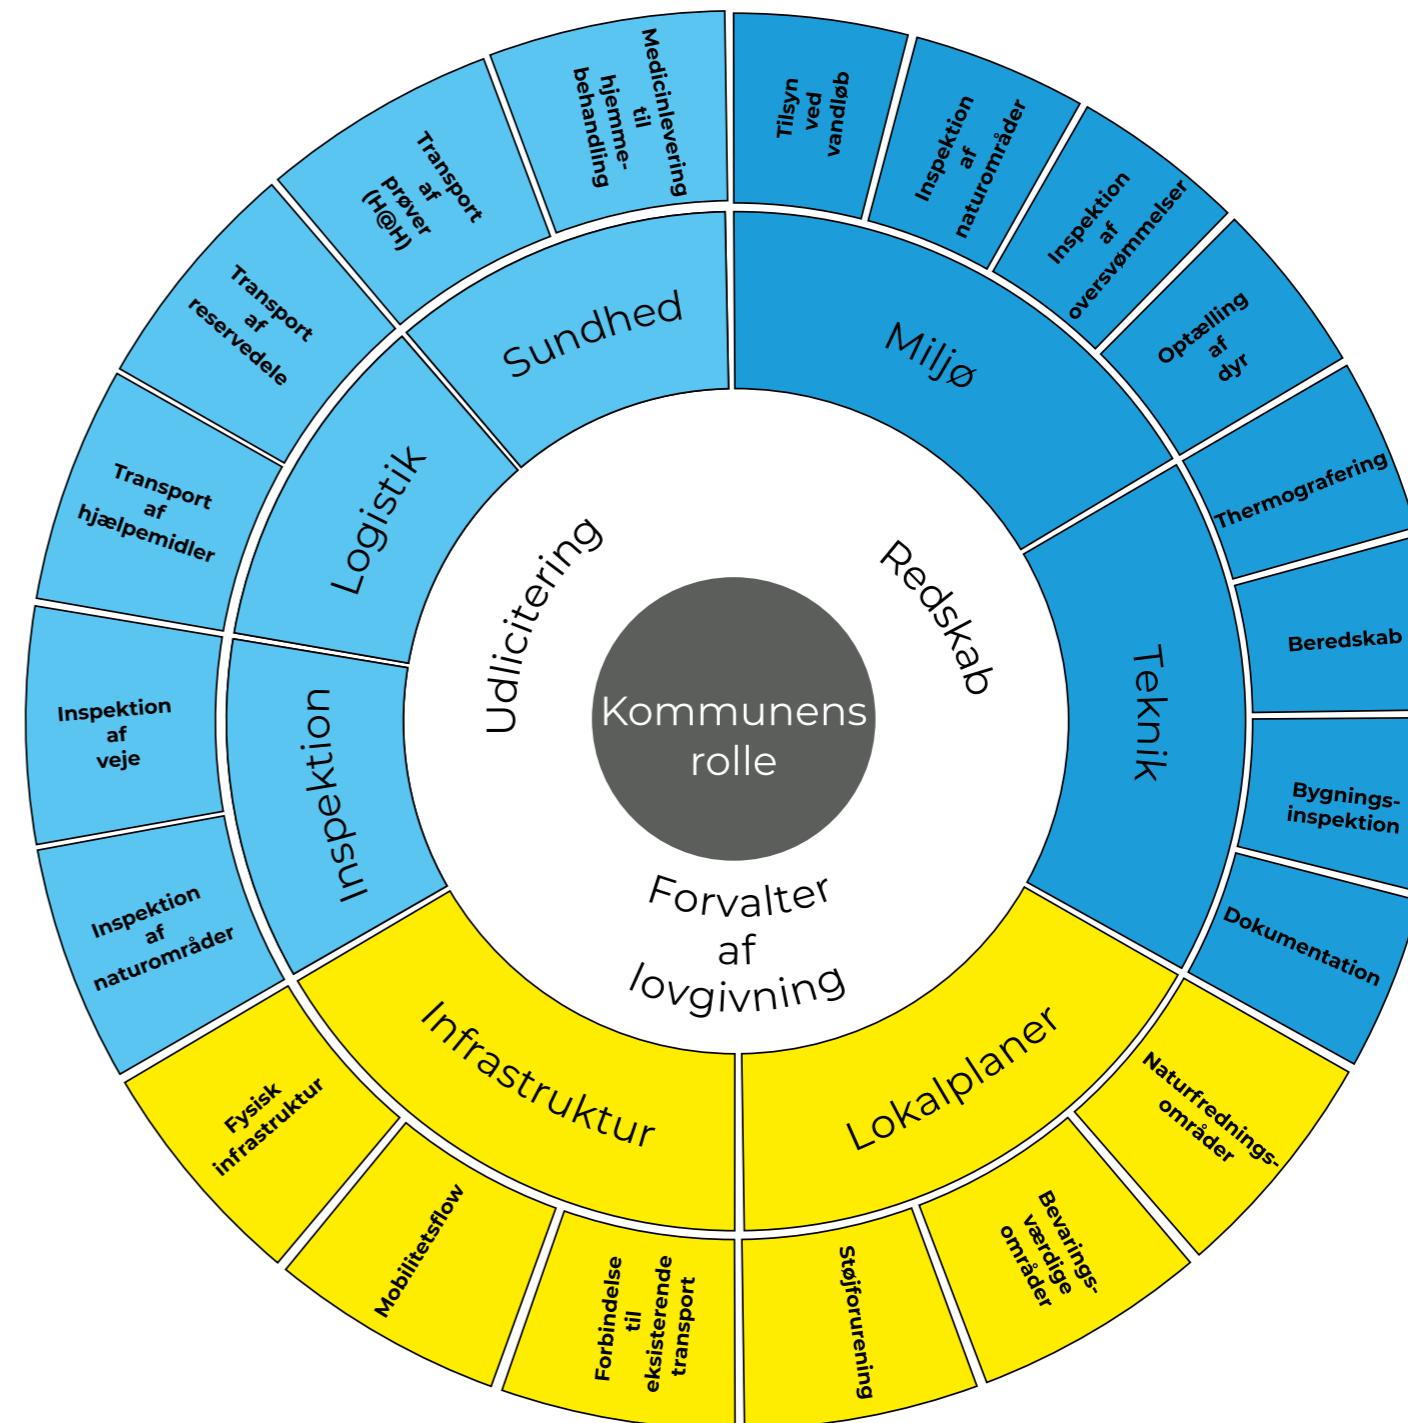 Kommunens
rolle
Udlicitering
Redskab
Forvalter
af
lovgivning
Sundhed
Miljø
Teknik
Lokalplaner
Infrastruktur
Inspektion
Logistik
Medicinlevering
til
hjemme-
behandling
Tilsyn
ved
vandløb
Inspektion
af
naturområder
Inspektion
af
oversvømmelser
Optælling
af
dyr
Thermografering
Beredskab
Bygnings-
inspektion
Dokumentation
Naturfrednings-
områder
Bevarings-
værdige
områder
Støjforurening
Forbindelse
til
eksisterende
transport
Mobilitetsflow
Fysisk
infrastruktur
Inspektion
af
naturområder
Inspektion
af
veje
Transport
af
hjælpemidler
Transport
af
reservedele
Transport
af
prøver
(H@H)